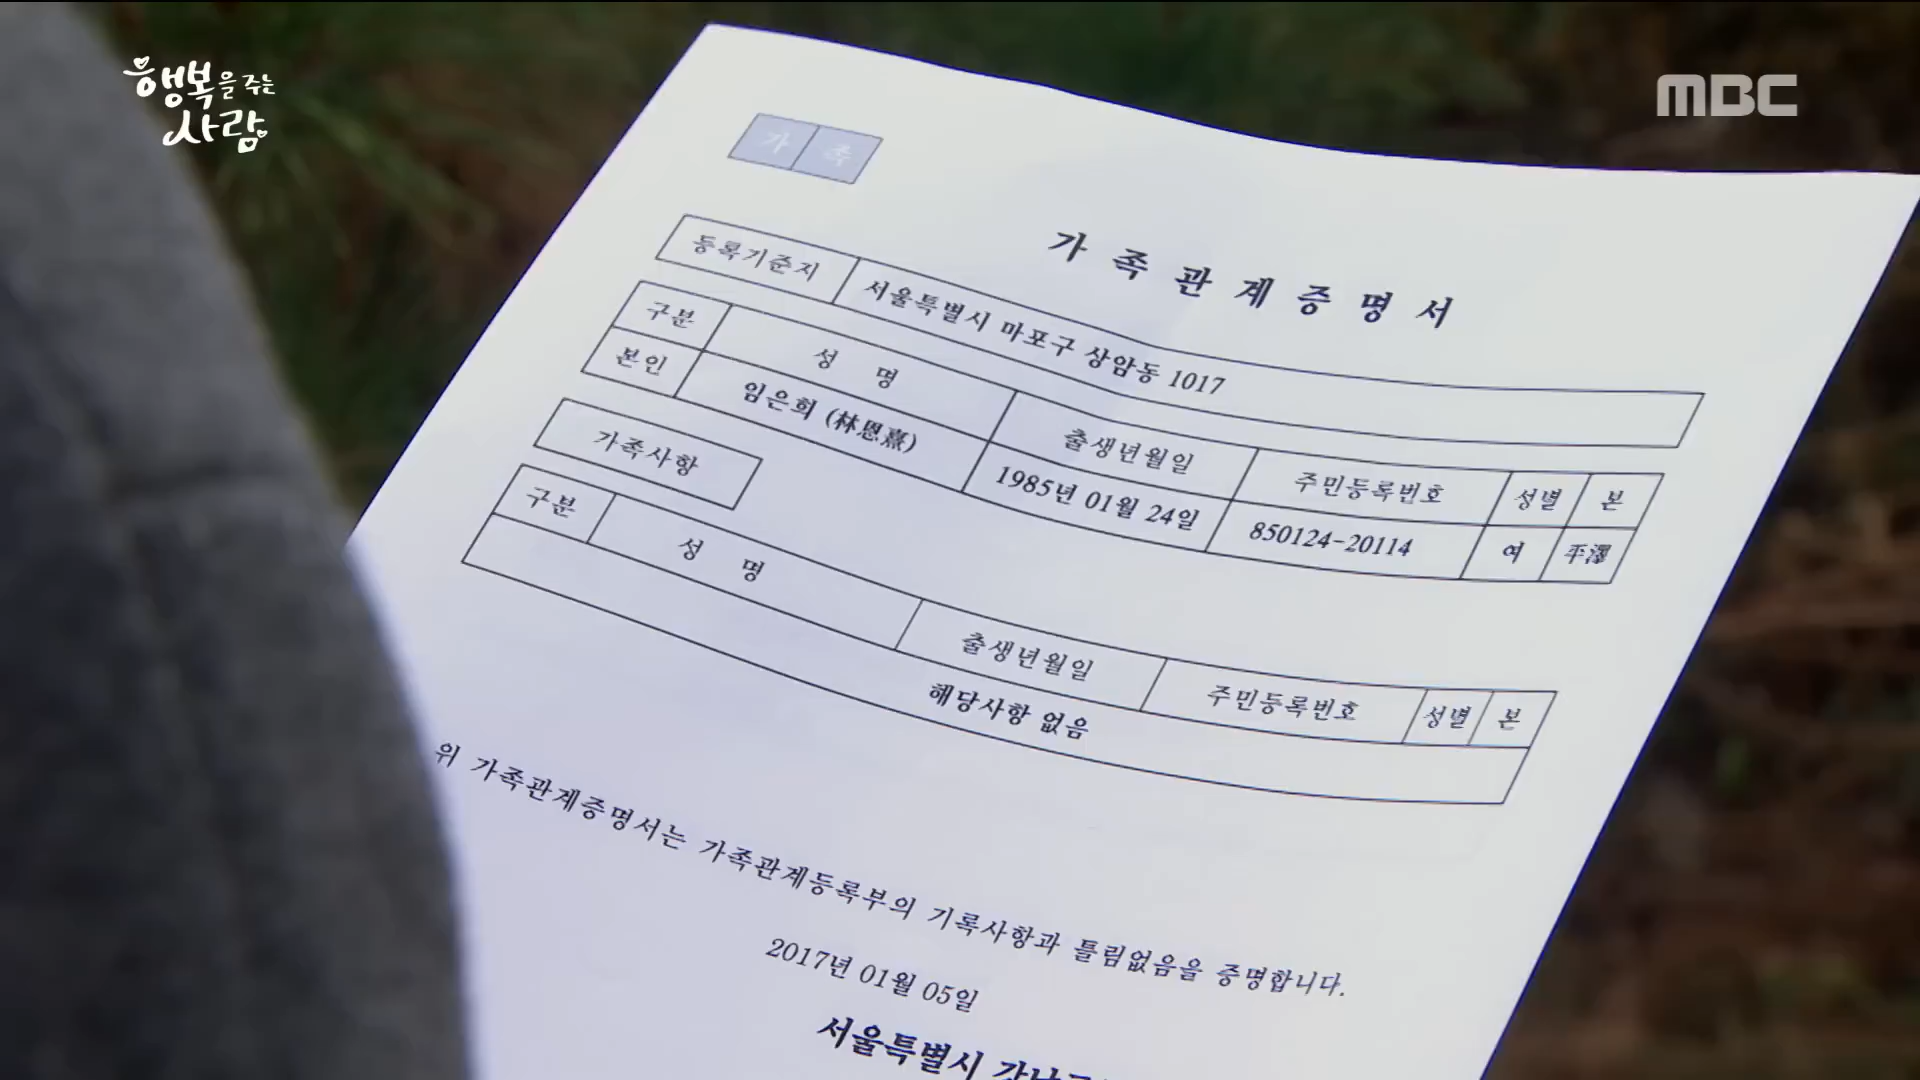 행복을 주는
사람
MBC
가 족
가 족 관 계 증 명 서
등록기준지 서울특별시 마포구 상암동 1017
구분 성 명 출생년월일 주민등록번호 성별 본
본인 임은희 (林恩熹) 1985년 01월 24일 850124-20114 여 平澤
가족사항
구분 성 명 출생년월일 주민등록번호 성별 본
해당사항 없음
위 가족관계증명서는 가족관계등록부의 기록사항과 틀림없음을 증명합니다.
2017년 01월 05일
서울특별시